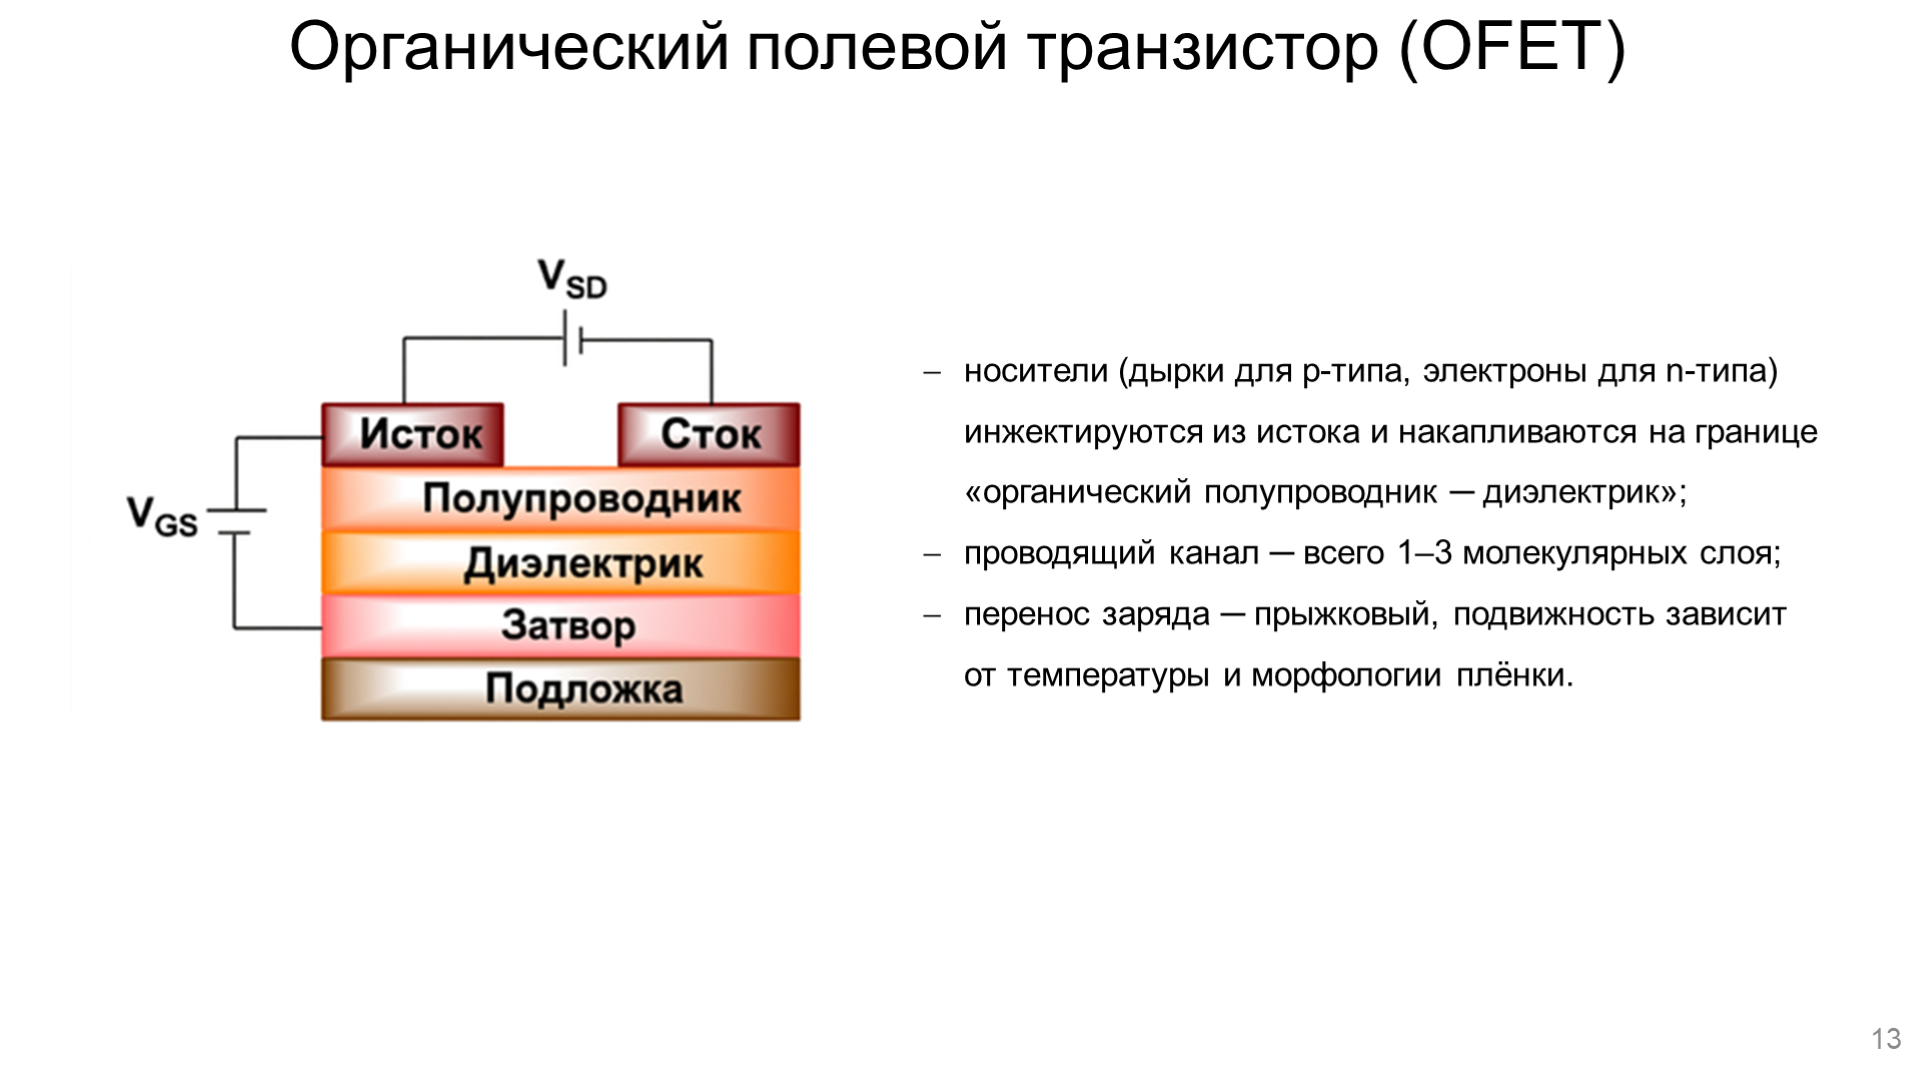 Органический полевой транзистор (OFET)
V_SD
Исток
Сток
Полупроводник
V_GS
Диэлектрик
Затвор
Подложка
– носители (дырки для p-типа, электроны для n-типа)
инжектируются из истока и накапливаются на границе
«органический полупроводник — диэлектрик»;
– проводящий канал — всего 1–3 молекулярных слоя;
– перенос заряда — прыжковый, подвижность зависит
от температуры и морфологии плёнки.
13